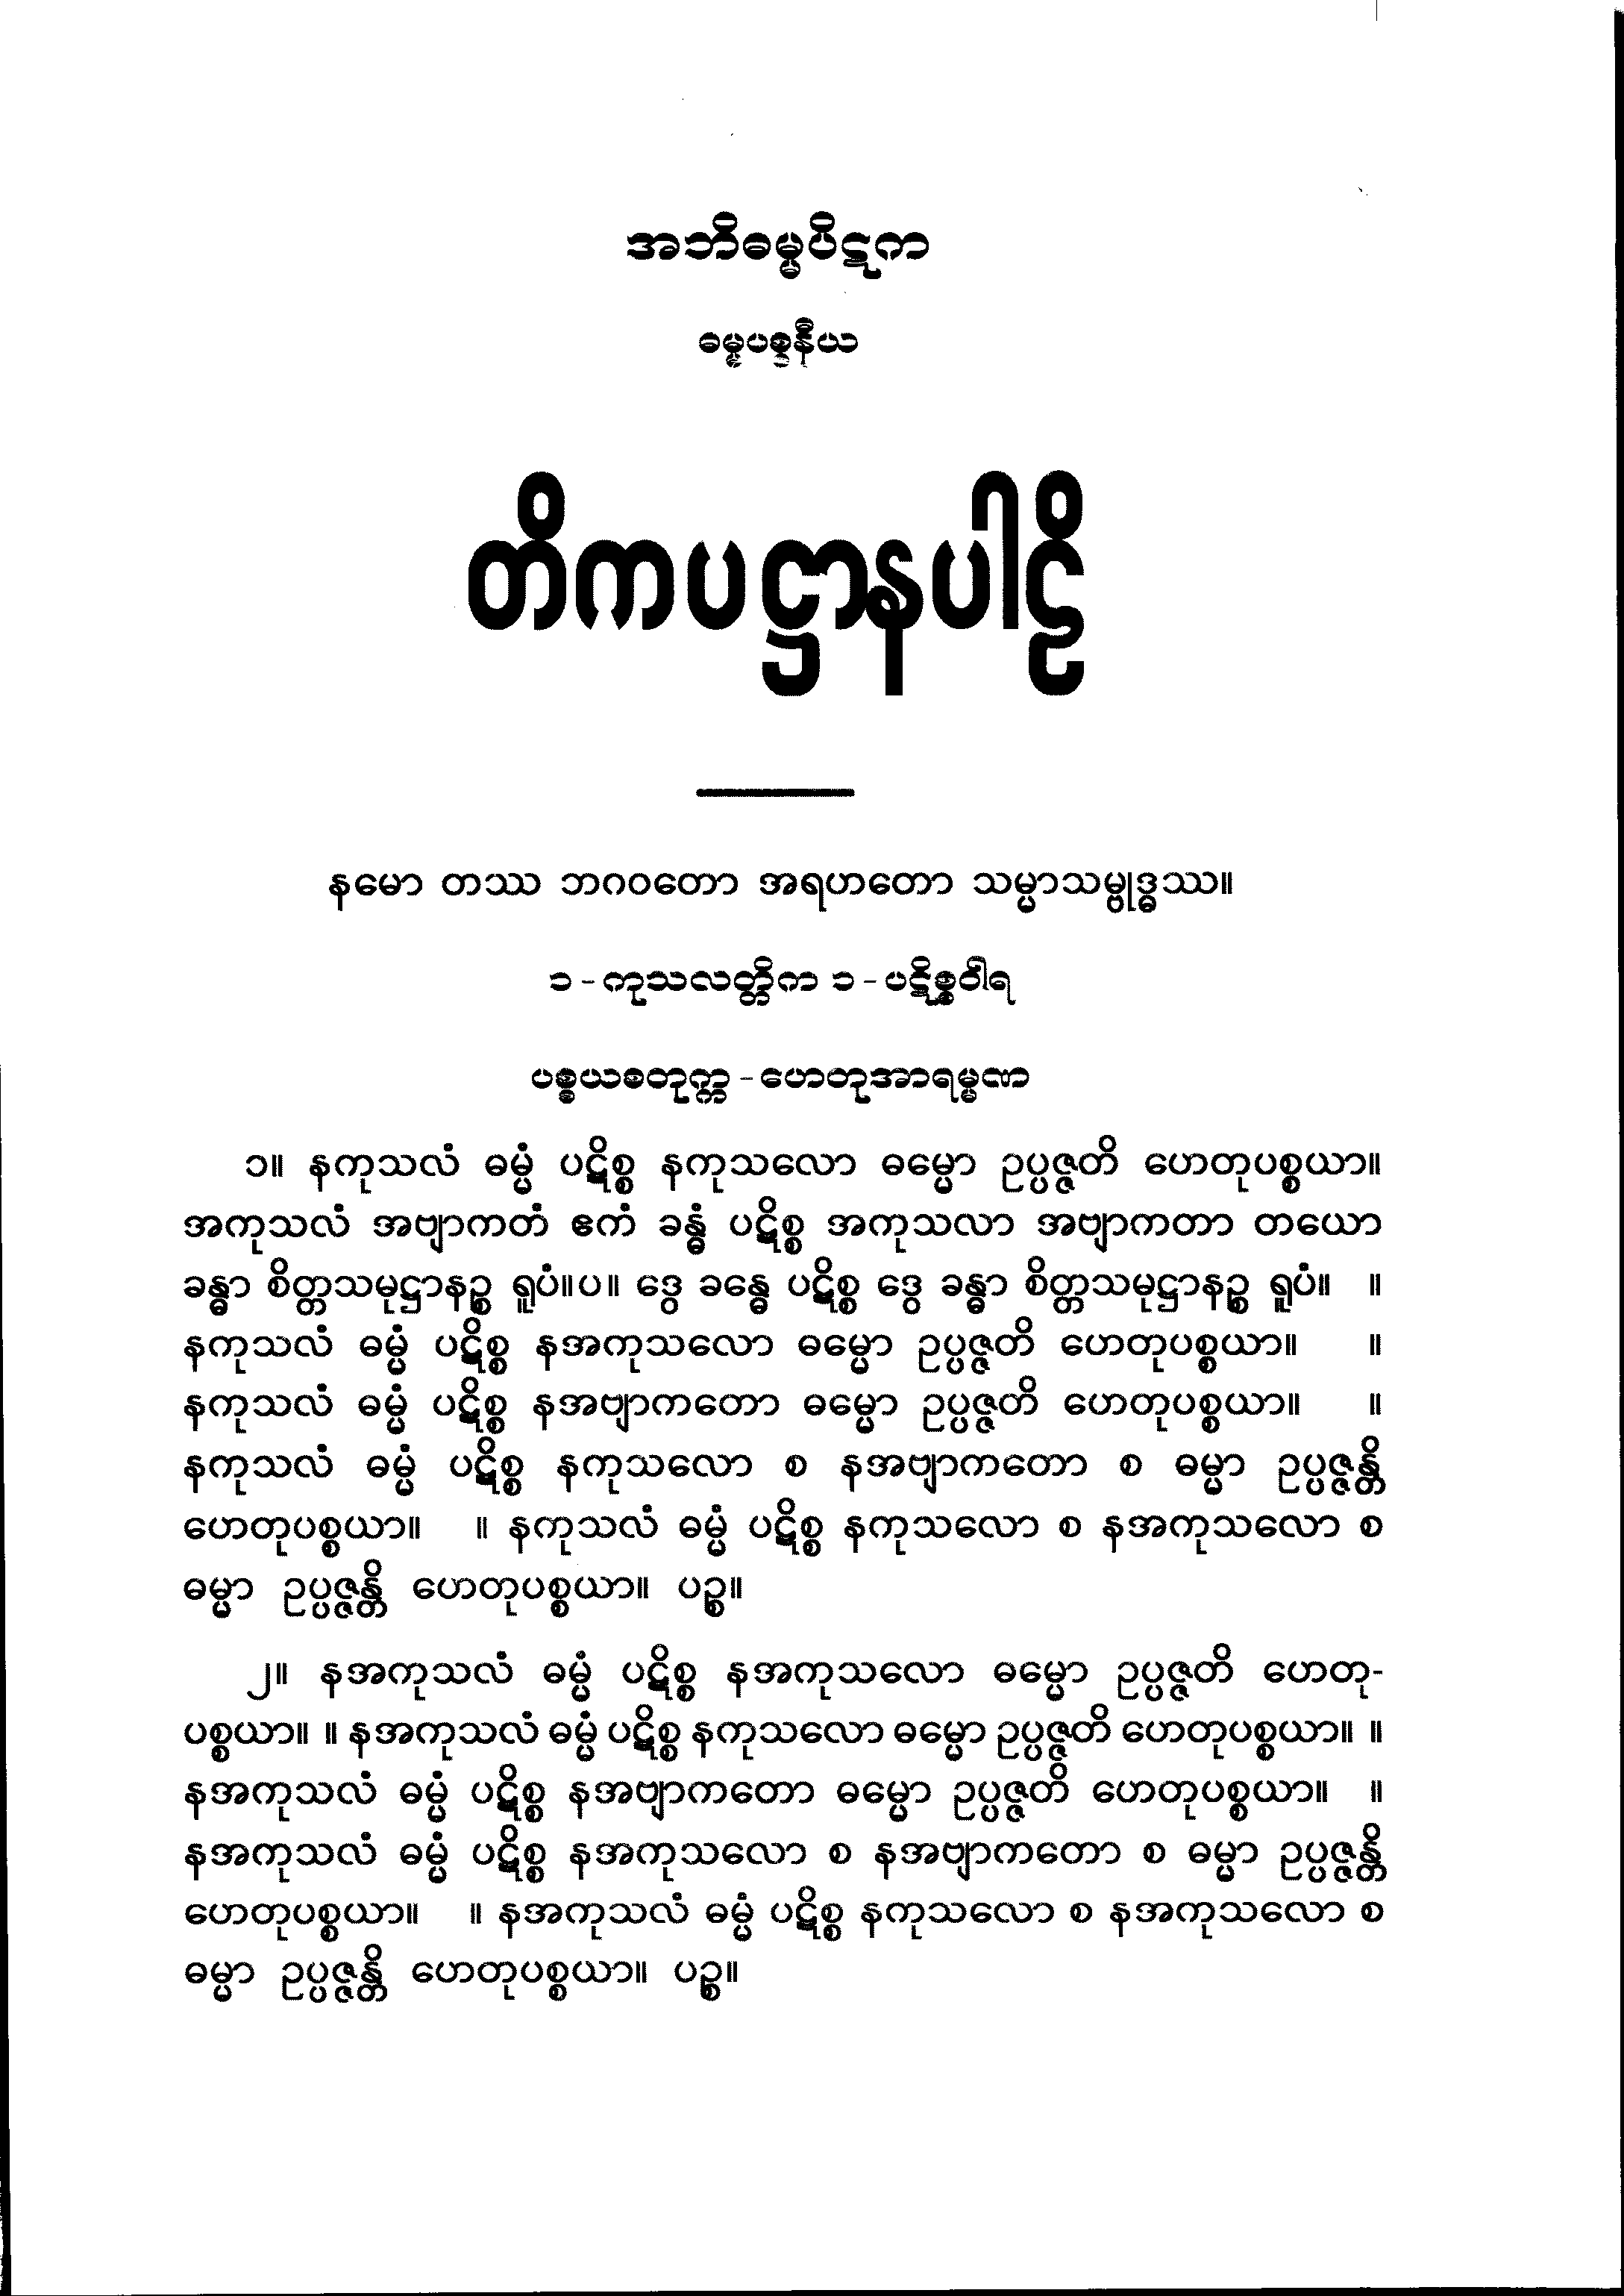 အဘိဓမ္မပိဋက
ဓမ္မပစ္စနီယ
တိကပဋ္ဌာနပါဠိ
နမော တဿ ဘဂဝတော အရဟတော သမ္မာသမ္ဗုဒ္ဓဿ။
၁-ကုသလတ္တိက ၁-ပဋိစ္စဝါရ
ပစ္စယစတုက္က-ဟေတုအာရမ္မဏ
၁။ နကုသလံ ဓမ္မံ ပဋိစ္စ နကုသလော ဓမ္မော ဥပ္ပဇ္ဇတိ ဟေတုပစ္စယာ။
အကုသလံ အဗျာကတံ ဧကံ ခန္ဓံ ပဋိစ္စ အကုသလာ အဗျာကတာ တယော
ခန္ဓာ စိတ္တသမုဋ္ဌာနဉ္စ ရူပံ။ပ။ ဒွေ ခန္ဓေ ပဋိစ္စ ဒွေ ခန္ဓာ စိတ္တသမုဋ္ဌာနဉ္စ ရူပံ။ ။
နကုသလံ ဓမ္မံ ပဋိစ္စ နအကုသလော ဓမ္မော ဥပ္ပဇ္ဇတိ ဟေတုပစ္စယာ။ ။
နကုသလံ ဓမ္မံ ပဋိစ္စ နအဗျာကတော ဓမ္မော ဥပ္ပဇ္ဇတိ ဟေတုပစ္စယာ။ ။
နကုသလံ ဓမ္မံ ပဋိစ္စ နကုသလော စ နအဗျာကတော စ ဓမ္မာ ဥပ္ပဇ္ဇန္တိ
ဟေတုပစ္စယာ။ ။ နကုသလံ ဓမ္မံ ပဋိစ္စ နကုသလော စ နအကုသလော စ
ဓမ္မာ ဥပ္ပဇ္ဇန္တိ ဟေတုပစ္စယာ။ ပဉ္စ။
၂။ နအကုသလံ ဓမ္မံ ပဋိစ္စ နအကုသလော ဓမ္မော ဥပ္ပဇ္ဇတိ ဟေတု-
ပစ္စယာ။ ။ နအကုသလံ ဓမ္မံ ပဋိစ္စ နကုသလော ဓမ္မော ဥပ္ပဇ္ဇတိ ဟေတုပစ္စယာ။ ။
နအကုသလံ ဓမ္မံ ပဋိစ္စ နအဗျာကတော ဓမ္မော ဥပ္ပဇ္ဇတိ ဟေတုပစ္စယာ။ ။
နအကုသလံ ဓမ္မံ ပဋိစ္စ နအကုသလော စ နအဗျာကတော စ ဓမ္မာ ဥပ္ပဇ္ဇန္တိ
ဟေတုပစ္စယာ။ ။ နအကုသလံ ဓမ္မံ ပဋိစ္စ နကုသလော စ နအကုသလော စ
ဓမ္မာ ဥပ္ပဇ္ဇန္တိ ဟေတုပစ္စယာ။ ပဉ္စ။